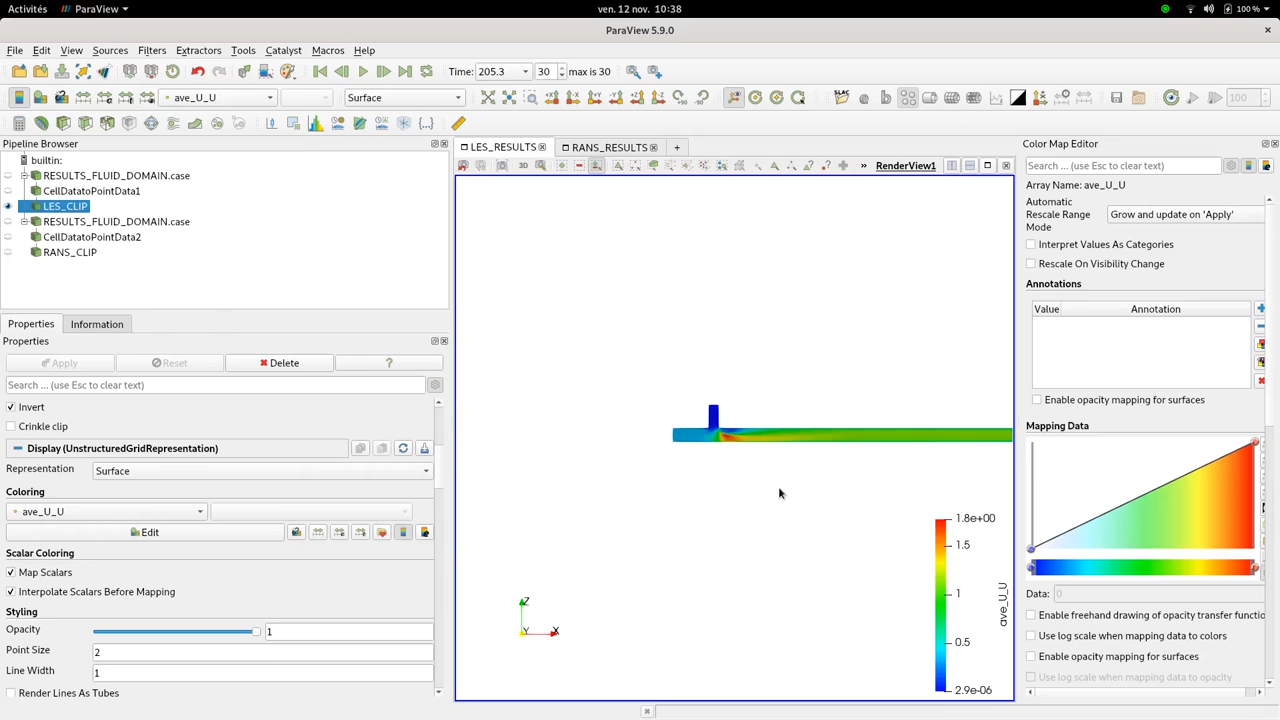 Activités ParaView ven. 12 nov. 10:38 100 %
ParaView 5.9.0
File Edit View Sources Filters Extractors Tools Catalyst Macros Help
Time: 205.3 30 max is 30
ave_U_U Surface SLAC 100
Pipeline Browser
builtin:
RESULTS_FLUID_DOMAIN.case
CellDatatoPointData1
LES_CLIP
RESULTS_FLUID_DOMAIN.case
CellDatatoPointData2
RANS_CLIP
Properties Information
Properties
Apply Reset Delete ?
Search ... (use Esc to clear text)
Invert
Crinkle clip
Display (UnstructuredGridRepresentation)
Representation Surface
Coloring
ave_U_U
Edit
Scalar Coloring
Map Scalars
Interpolate Scalars Before Mapping
Styling
Opacity 1
Point Size 2
Line Width 1
Render Lines As Tubes
LES_RESULTS RANS_RESULTS +
3D RenderView1
Z
Y X
1.8e+00
1.5
1
0.5
2.9e-06
ave_U_U
Color Map Editor
Search ... (use Esc to clear text)
Array Name: ave_U_U
Automatic
Rescale Range
Mode
Grow and update on 'Apply'
Interpret Values As Categories
Rescale On Visibility Change
Annotations
Value Annotation
Enable opacity mapping for surfaces
Mapping Data
Data: 0
Enable freehand drawing of opacity transfer functio
Use log scale when mapping data to colors
Enable opacity mapping for surfaces
Use log scale when mapping data to opacity